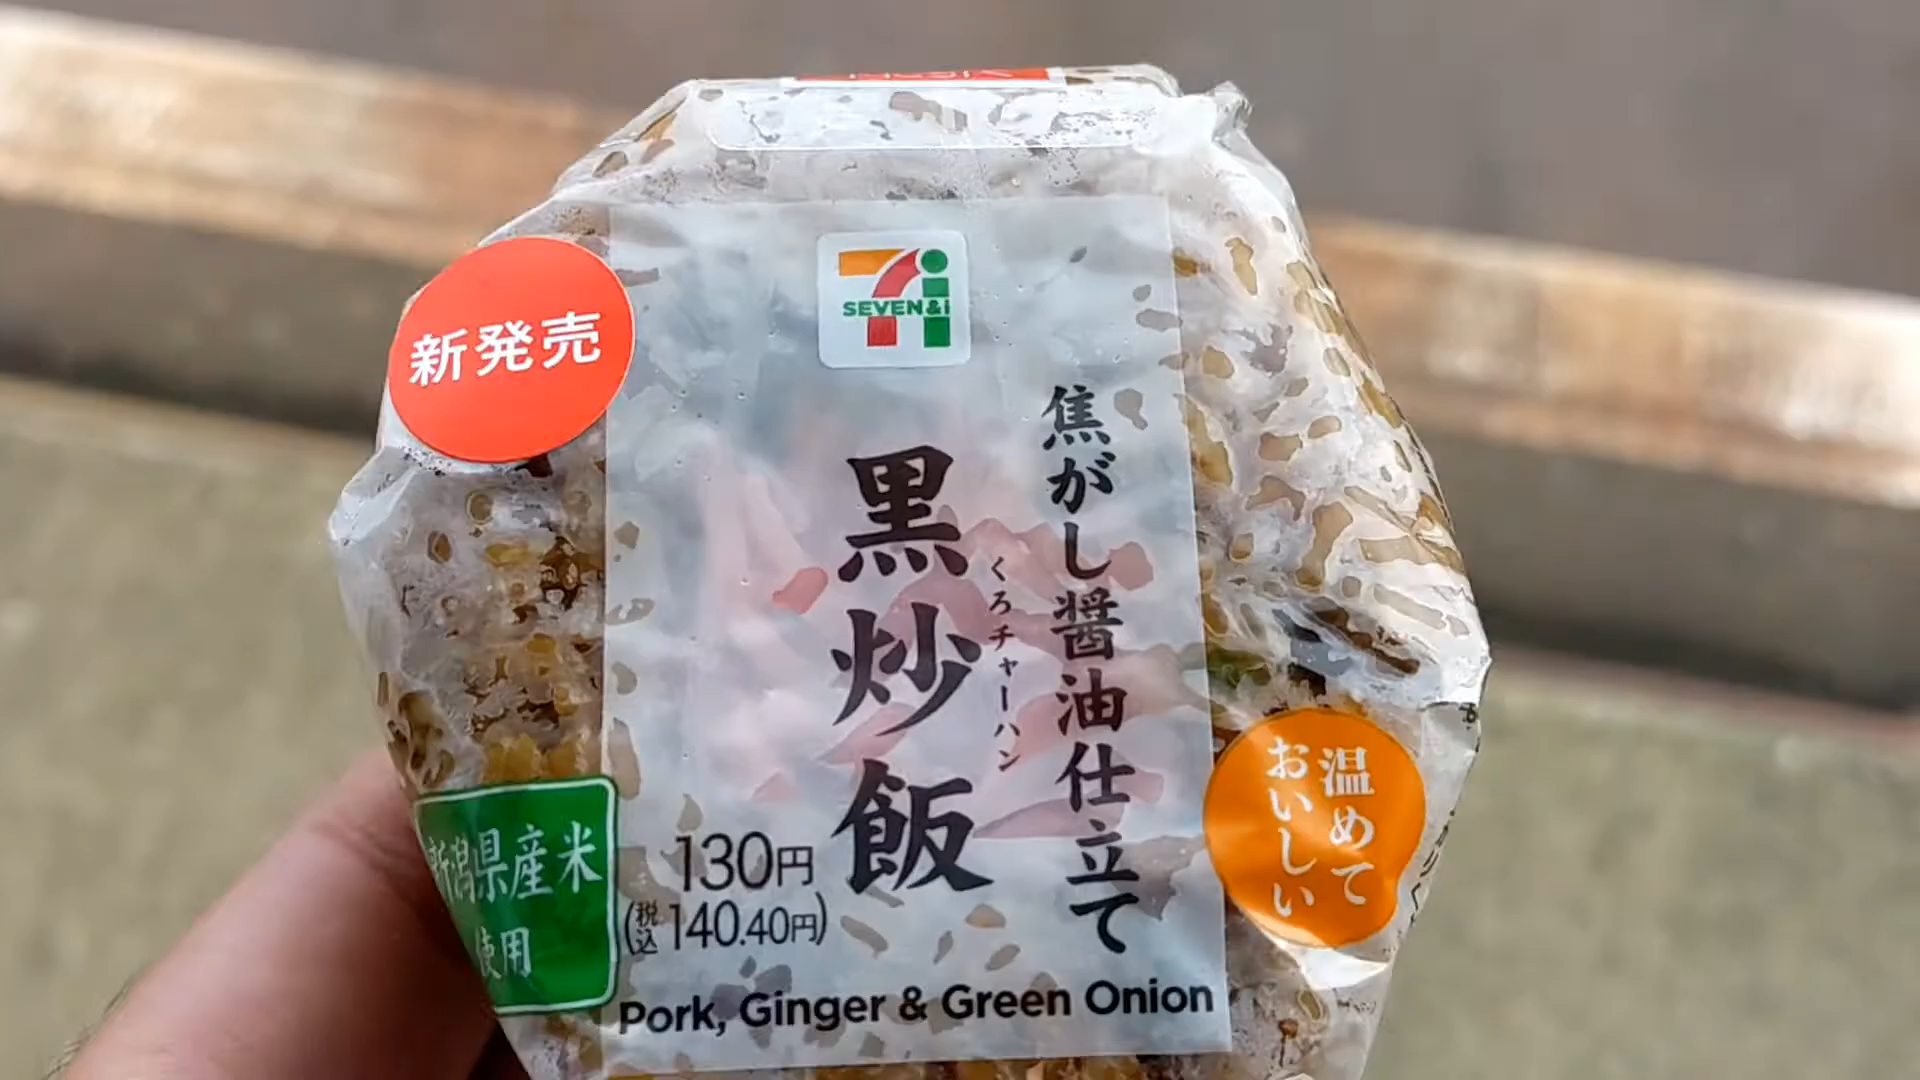 SEVEN&i
新発売
焦がし醤油仕立て
黒炒飯
くろチャーハン
温めて
おいしい
新潟県産米
使用
130円
(税込140.40円)
Pork, Ginger & Green Onion